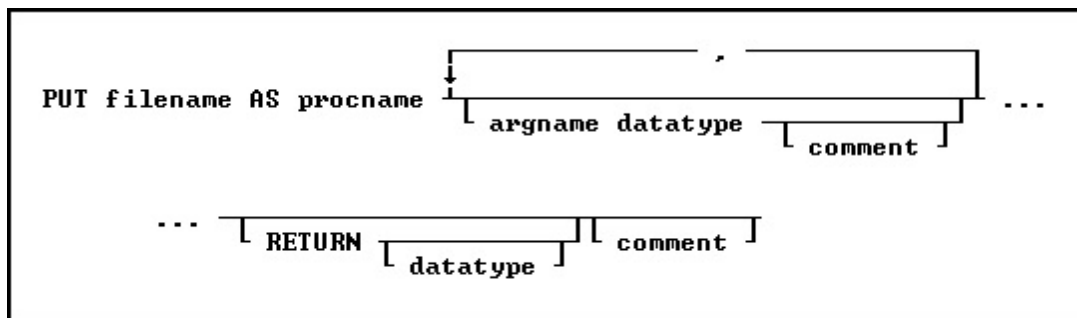 ,
PUT filename AS procname ...
argname datatype
comment
...
RETURN comment
datatype